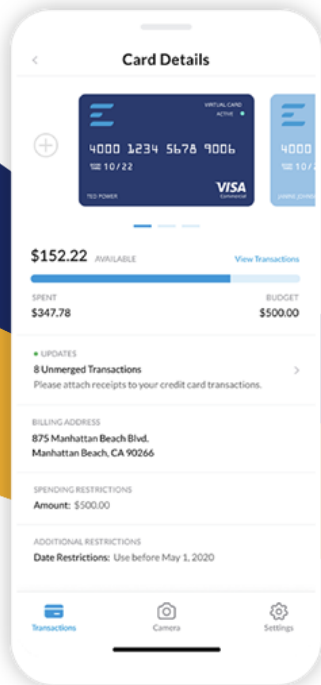 Card Details
VIRTUAL CARD
ACTIVE
4000 1234 5678 9006
10/22
TED POWER
VISA
Commercial
4000
10/
$152.22 AVAILABLE View Transactions
SPENT BUDGET
$347.78 $500.00
UPDATES
8 Unmerged Transactions
Please attach receipts to your credit card transactions.
BILLING ADDRESS
875 Manhattan Beach Blvd.
Manhattan Beach, CA 90266
SPENDING RESTRICTIONS
Amount: $500.00
ADDITIONAL RESTRICTIONS
Date Restrictions: Use before May 1, 2020
Transactions Camera Settings